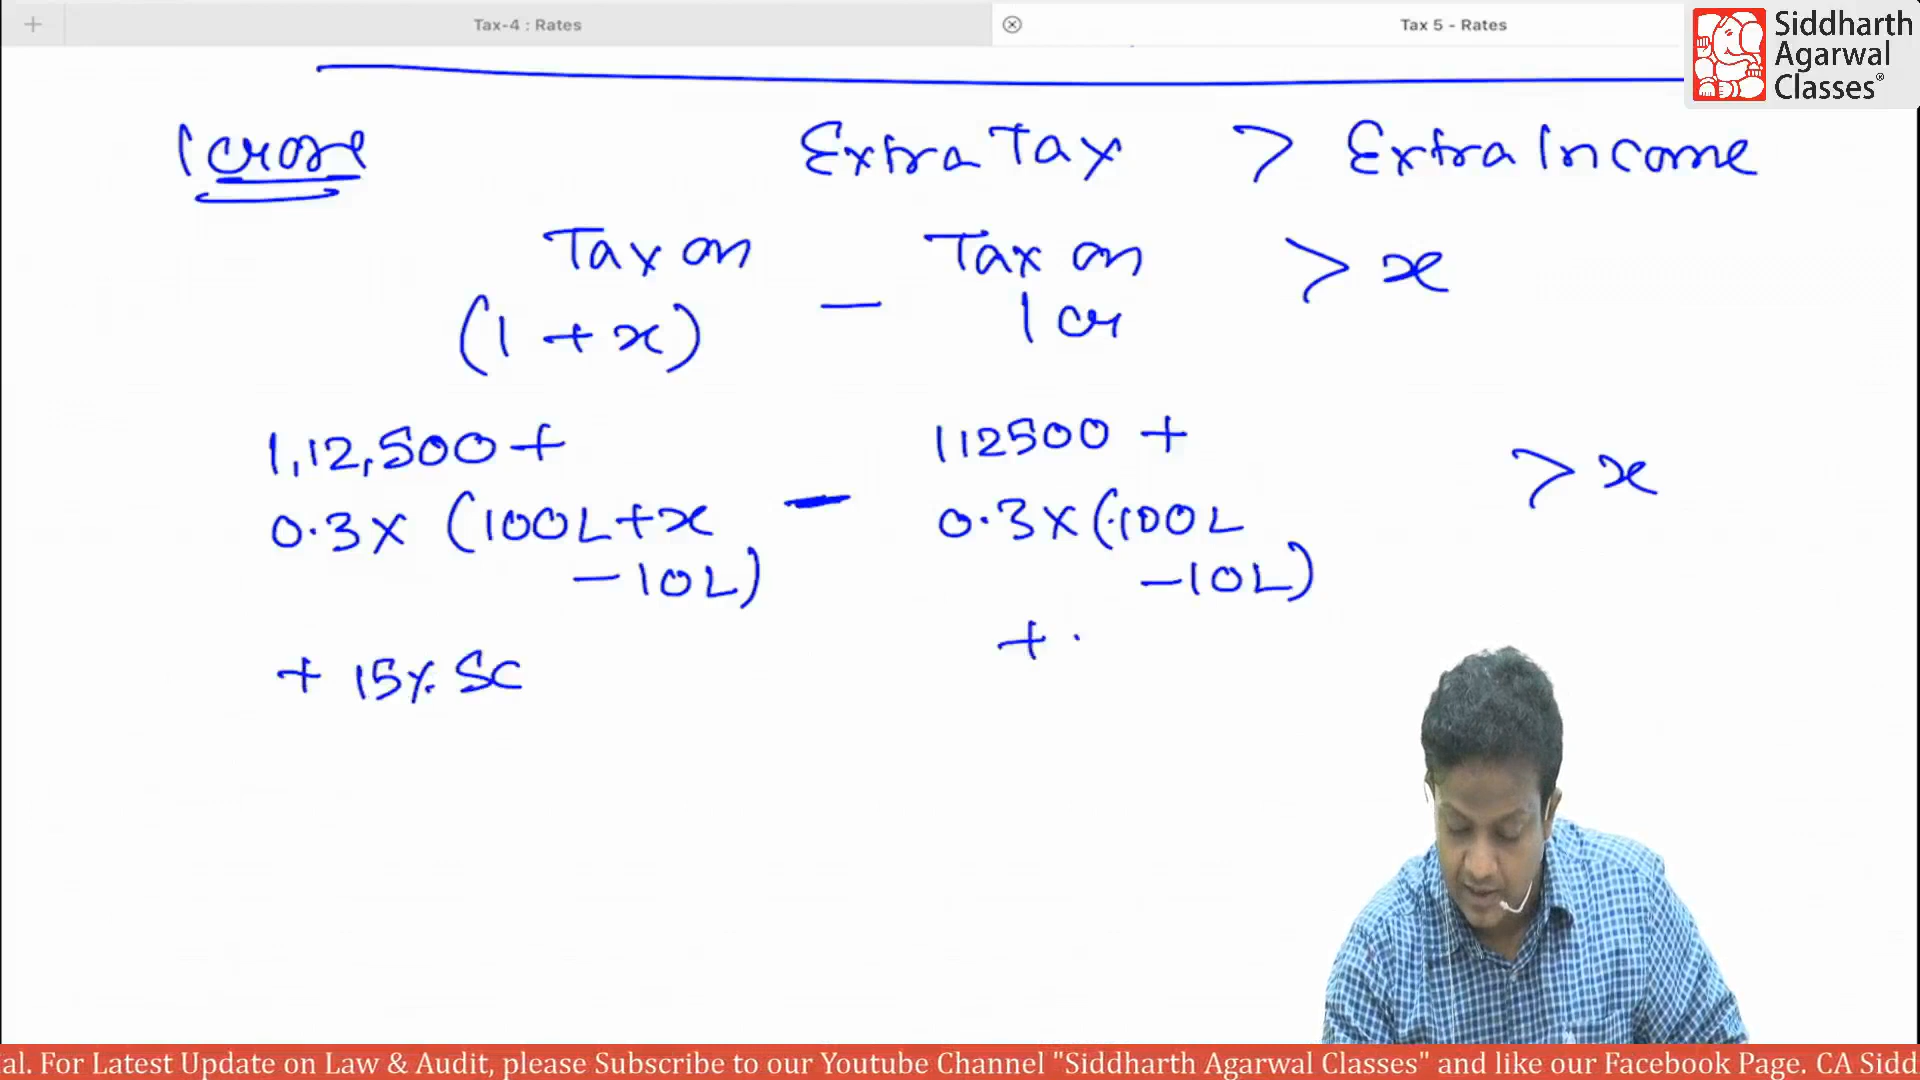 Tax-4 : Rates
Tax 5 - Rates
Siddharth
Agarwal
Classes®
1 crore
Extra Tax > Extra Income
Tax on - Tax on > x
(1 + x) 1 cr
1,12,500 + 112500 +
0.3 x (100L + x - 0.3 x (100L > x
- 10L) - 10L)
+ 15% SC + .
al. For Latest Update on Law & Audit, please Subscribe to our Youtube Channel "Siddharth Agarwal Classes" and like our Facebook Page. CA Sidd